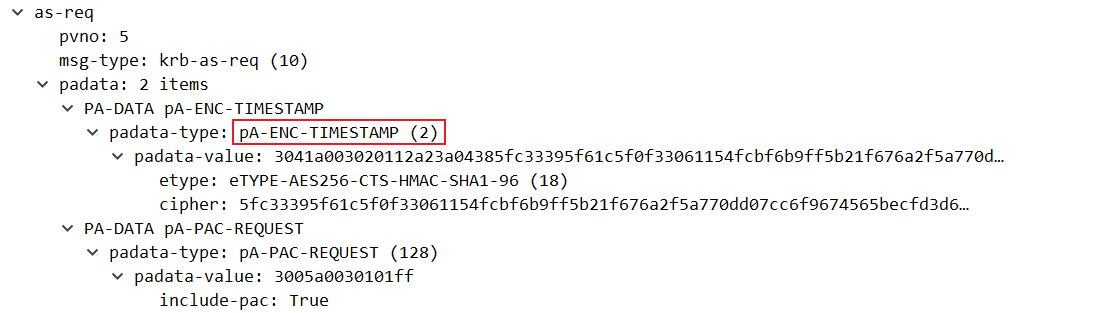 as-req
pvno: 5
msg-type: krb-as-req (10)
padata: 2 items
PA-DATA pA-ENC-TIMESTAMP
padata-type: pA-ENC-TIMESTAMP (2)
padata-value: 3041a003020112a23a04385fc33395f61c5f0f33061154fcbf6b9ff5b21f676a2f5a770d…
etype: eTYPE-AES256-CTS-HMAC-SHA1-96 (18)
cipher: 5fc33395f61c5f0f33061154fcbf6b9ff5b21f676a2f5a770dd07cc6f9674565becfd3d6…
PA-DATA pA-PAC-REQUEST
padata-type: pA-PAC-REQUEST (128)
padata-value: 3005a0030101ff
include-pac: True